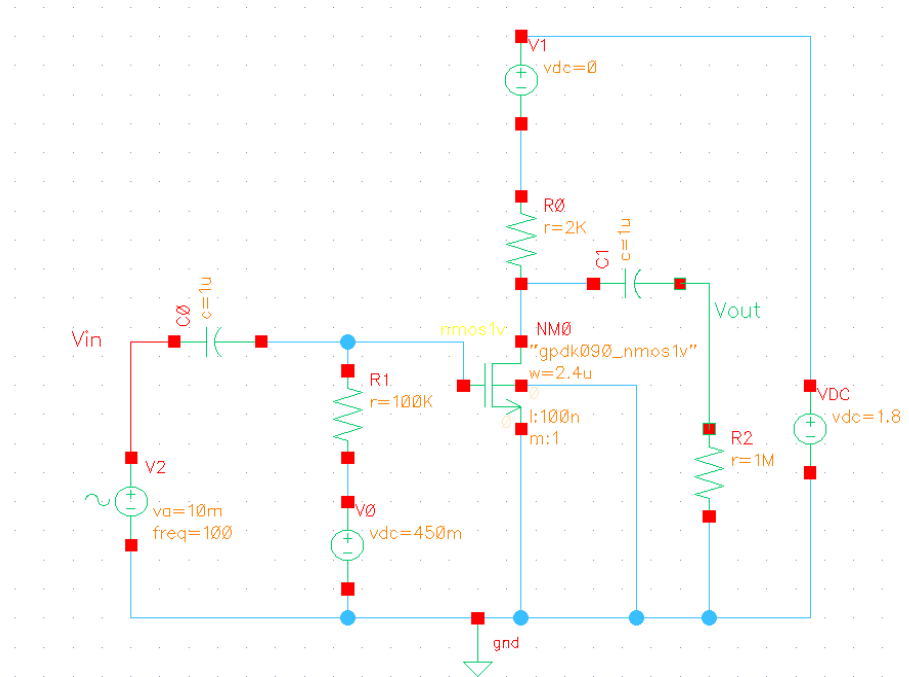 V1
vdc=0
R0
r=2K
C1
c=1u
Vout
C0
c=1u
Vin
nmos1v
NM0
"gpdk090_nmos1v"
w=2.4u
l:100n
m:1
R1
r=100K
VDC
vdc=1.8
R2
r=1M
V2
va=10m
freq=100
V0
vdc=450m
gnd